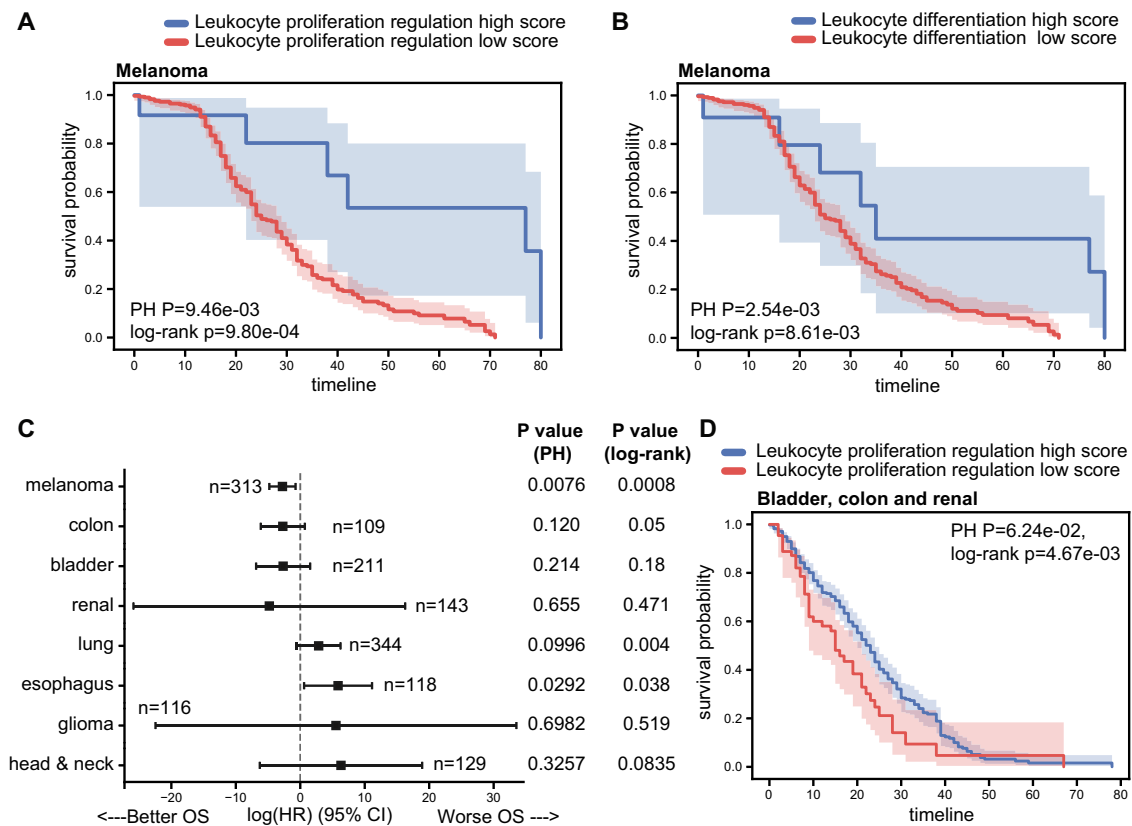 A
Leukocyte proliferation regulation high score
Leukocyte proliferation regulation low score
Melanoma
survival probability
1.0
0.8
0.6
0.4
0.2
0.0
PH P=9.46e-03
log-rank p=9.80e-04
0 10 20 30 40 50 60 70 80
timeline
B
Leukocyte differentiation high score
Leukocyte differentiation low score
Melanoma
survival probability
1.0
0.8
0.6
0.4
0.2
0.0
PH P=2.54e-03
log-rank p=8.61e-03
0 10 20 30 40 50 60 70 80
timeline
C
P value P value
(PH) (log-rank)
melanoma n=313 0.0076 0.0008
colon n=109 0.120 0.05
bladder n=211 0.214 0.18
renal n=143 0.655 0.471
lung n=344 0.0996 0.004
esophagus n=118 0.0292 0.038
glioma n=116 0.6982 0.519
head & neck n=129 0.3257 0.0835
−20 −10 0 10 20 30
<---Better OS log(HR) (95% CI) Worse OS --->
D
Leukocyte proliferation regulation high score
Leukocyte proliferation regulation low score
Bladder, colon and renal
survival probability
1.0
0.8
0.6
0.4
0.2
0.0
PH P=6.24e-02,
log-rank p=4.67e-03
0 10 20 30 40 50 60 70 80
timeline